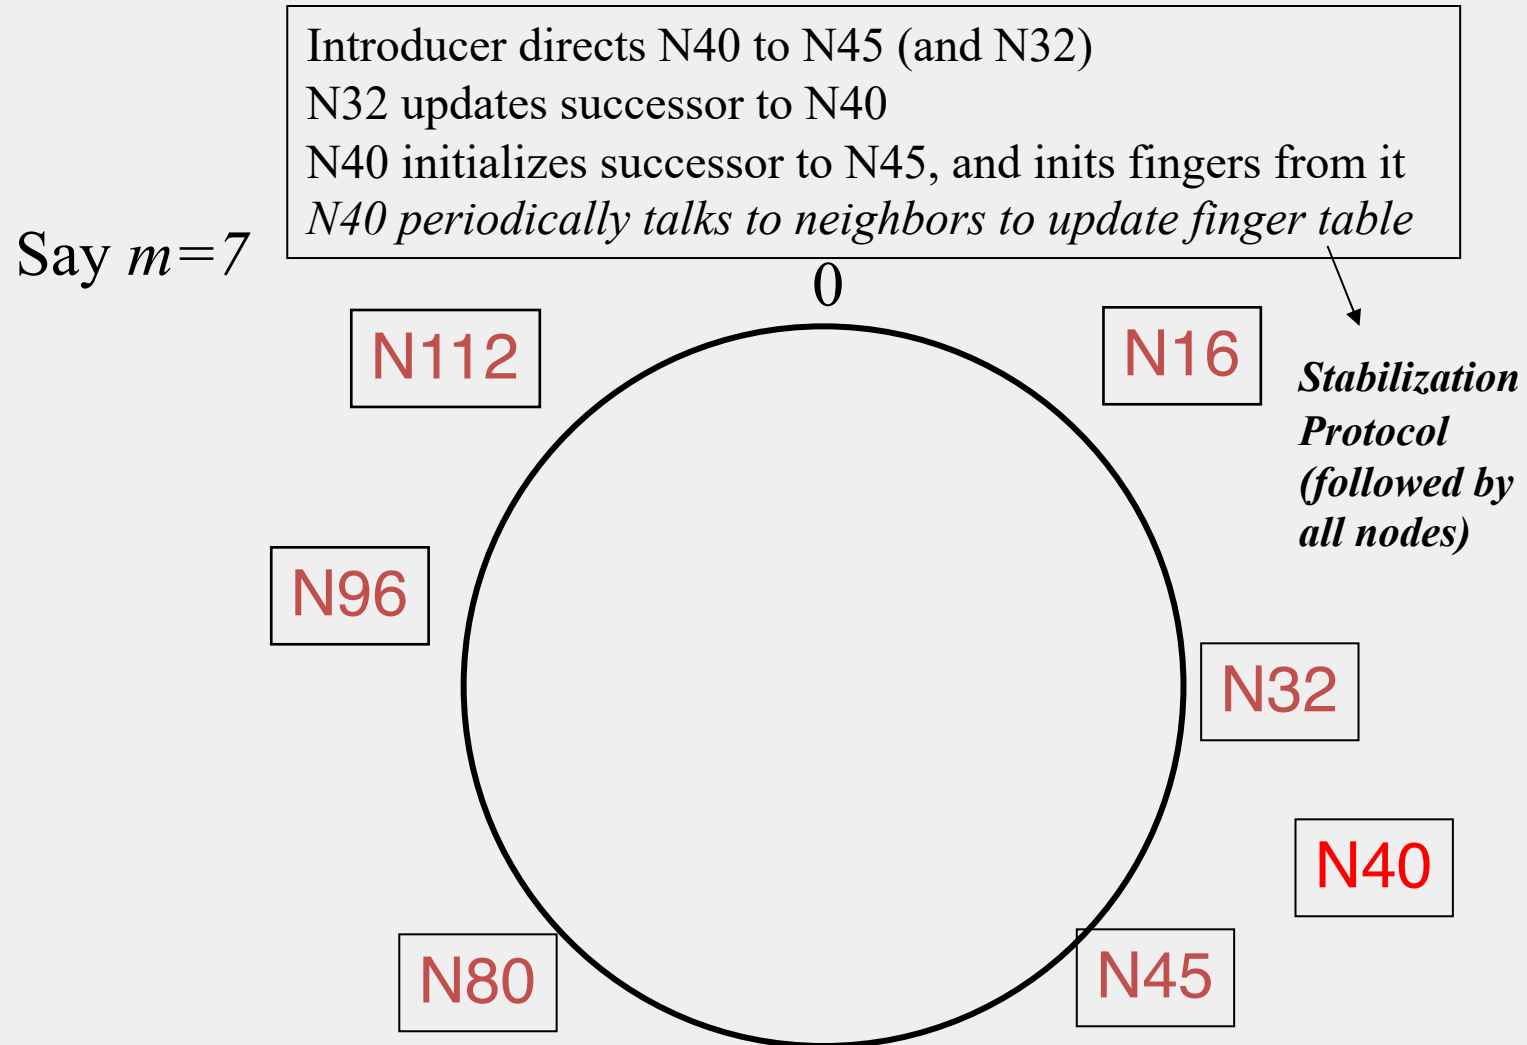 Introducer directs N40 to N45 (and N32)
N32 updates successor to N40
N40 initializes successor to N45, and inits fingers from it
N40 periodically talks to neighbors to update finger table
Say m=7
0
N112
N16
Stabilization
Protocol
(followed by
all nodes)
N96
N32
N40
N80
N45